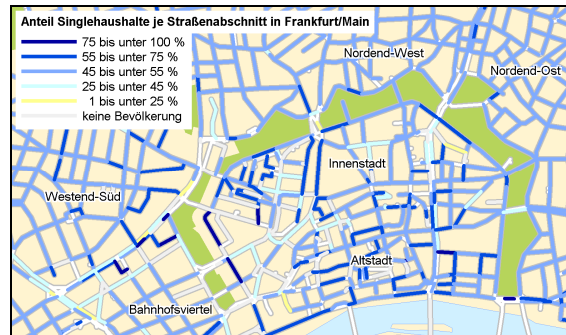 Anteil Singlehaushalte je Straßenabschnitt in Frankfurt/Main
75 bis unter 100 %
55 bis unter 75 %
45 bis unter 55 %
25 bis unter 45 %
1 bis unter 25 %
keine Bevölkerung
Nordend-West
Nordend-Ost
Innenstadt
Westend-Süd
Altstadt
Bahnhofsviertel